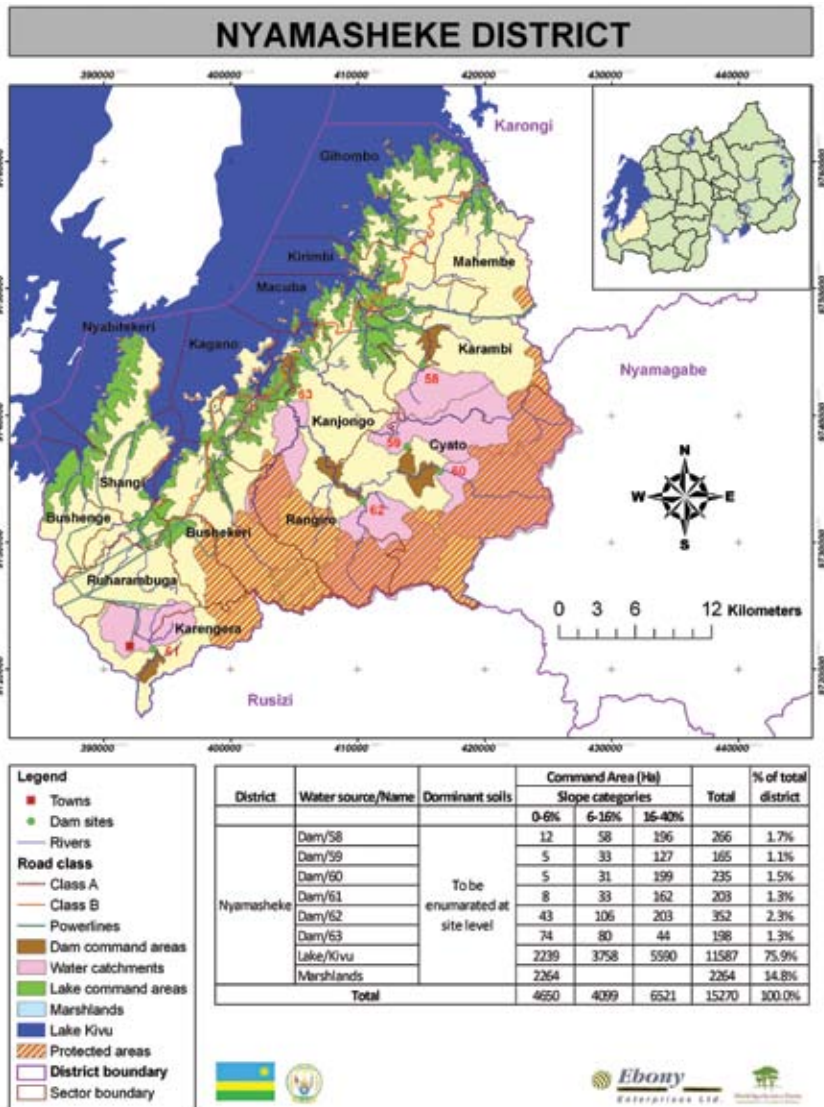 NYAMASHEKE DISTRICT
390000 400000 410000 420000 430000 440000
Karongi
Gihombo
Kirimbi
Mahembe
Macuba
Nyabitekeri
Kagano
Karambi
Nyamagabe
58
63
Kanjongo
59
Cyato
60
Shangi
Bushenge
Rangiro
62
Bushekeri
Ruharambuga
Karengera
61
Rusizi
N
W E
S
0 3 6 12 Kilometers
390000 400000 410000 420000 430000 440000
Legend
Towns
Dam sites
Rivers
Road class
Class A
Class B
Powerlines
Dam command areas
Water catchments
Lake command areas
Marshlands
Lake Kivu
Protected areas
District boundary
Sector boundary
District Water source/Name Dorminant soils Command Area (Ha) Total % of total district
Slope categories
0-6% 6-16% 16-40%
Nyamasheke
To be enumarated at site level
Dam/58 12 58 196 266 1.7%
Dam/59 5 33 127 165 1.1%
Dam/60 5 31 199 235 1.5%
Dam/61 8 33 162 203 1.3%
Dam/62 43 106 203 352 2.3%
Dam/63 74 80 44 198 1.3%
Lake/Kivu 2239 3758 5590 11587 75.9%
Marshlands 2264 2264 14.8%
Total 4650 4099 6521 15270 100.0%
Ebony
Enterprises Ltd.